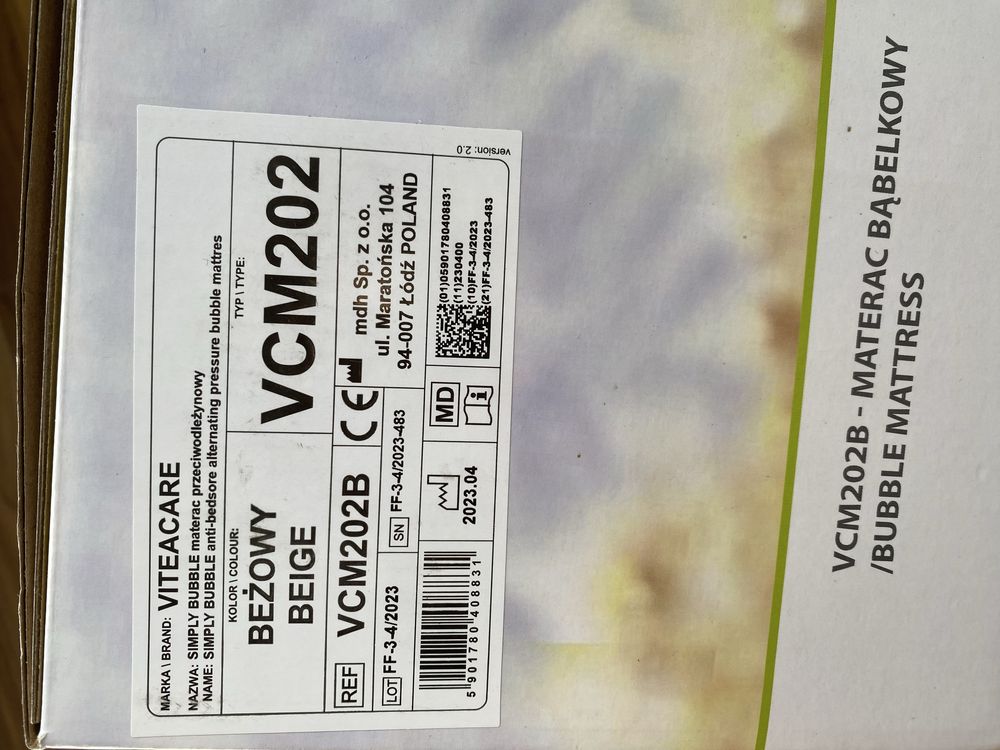 MARKA \ BRAND: VITEACARE
NAZWA: SIMPLY BUBBLE materac przeciwodleżynowy
NAME: SIMPLY BUBBLE anti-bedsore alternating pressure bubble mattres
KOLOR \ COLOUR:
BEŻOWY
BEIGE
TYP \ TYPE:
VCM202
REF VCM202B
CE
mdh Sp. z o.o.
ul. Maratońska 104
94-007 Łódź POLAND
LOT FF-3-4/2023
SN FF-3-4/2023-483
5 901780 408831
2023.04
MD
i
(01)05901780408831
(11)230400
(10)FF-3-4/2023
(21)FF-3-4/2023-483
version: 2.0
VCM202B - MATERAC BĄBELKOWY
/BUBBLE MATTRESS